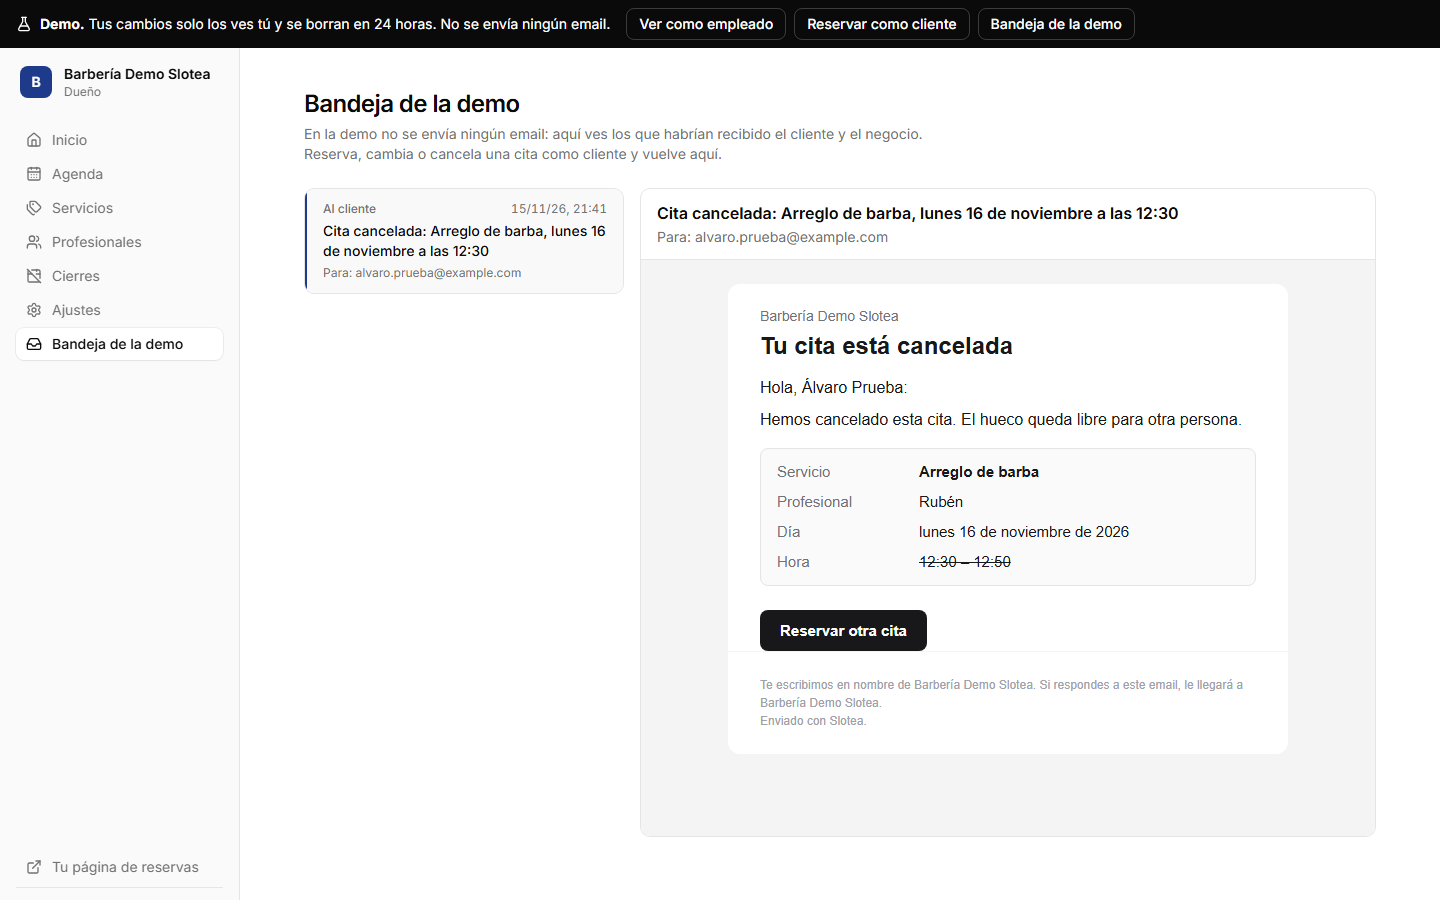 Demo. Tus cambios solo los ves tú y se borran en 24 horas. No se envía ningún email.
Ver como empleado
Reservar como cliente
Bandeja de la demo
B
Barbería Demo Slotea
Dueño
Inicio
Agenda
Servicios
Profesionales
Cierres
Ajustes
Bandeja de la demo
Tu página de reservas
Bandeja de la demo
En la demo no se envía ningún email: aquí ves los que habrían recibido el cliente y el negocio.
Reserva, cambia o cancela una cita como cliente y vuelve aquí.
Al cliente
15/11/26, 21:41
Cita cancelada: Arreglo de barba, lunes 16
de noviembre a las 12:30
Para: alvaro.prueba@example.com
Cita cancelada: Arreglo de barba, lunes 16 de noviembre a las 12:30
Para: alvaro.prueba@example.com
Barbería Demo Slotea
Tu cita está cancelada
Hola, Álvaro Prueba:
Hemos cancelado esta cita. El hueco queda libre para otra persona.
Servicio Arreglo de barba
Profesional Rubén
Día lunes 16 de noviembre de 2026
Hora 12:30 – 12:50
Reservar otra cita
Te escribimos en nombre de Barbería Demo Slotea. Si respondes a este email, le llegará a
Barbería Demo Slotea.
Enviado con Slotea.